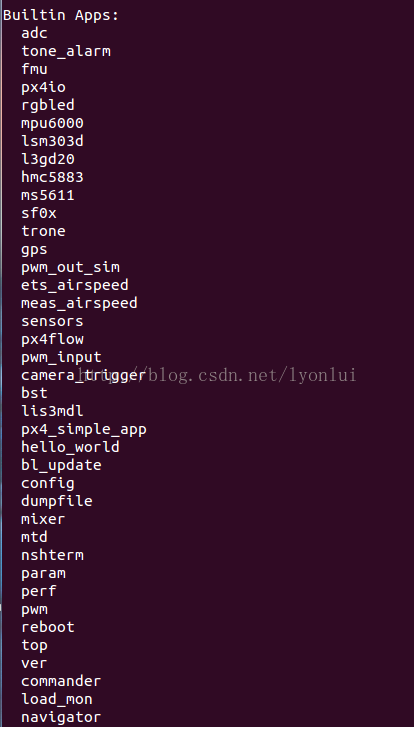 Builtin Apps:
adc
tone_alarm
fmu
px4io
rgbled
mpu6000
lsm303d
l3gd20
hmc5883
ms5611
sf0x
trone
gps
pwm_out_sim
ets_airspeed
meas_airspeed
sensors
px4flow
pwm_input
camera_trigger
http://blog.csdn.net/lyonlui
bst
lis3mdl
px4_simple_app
hello_world
bl_update
config
dumpfile
mixer
mtd
nshterm
param
perf
pwm
reboot
top
ver
commander
load_mon
navigator